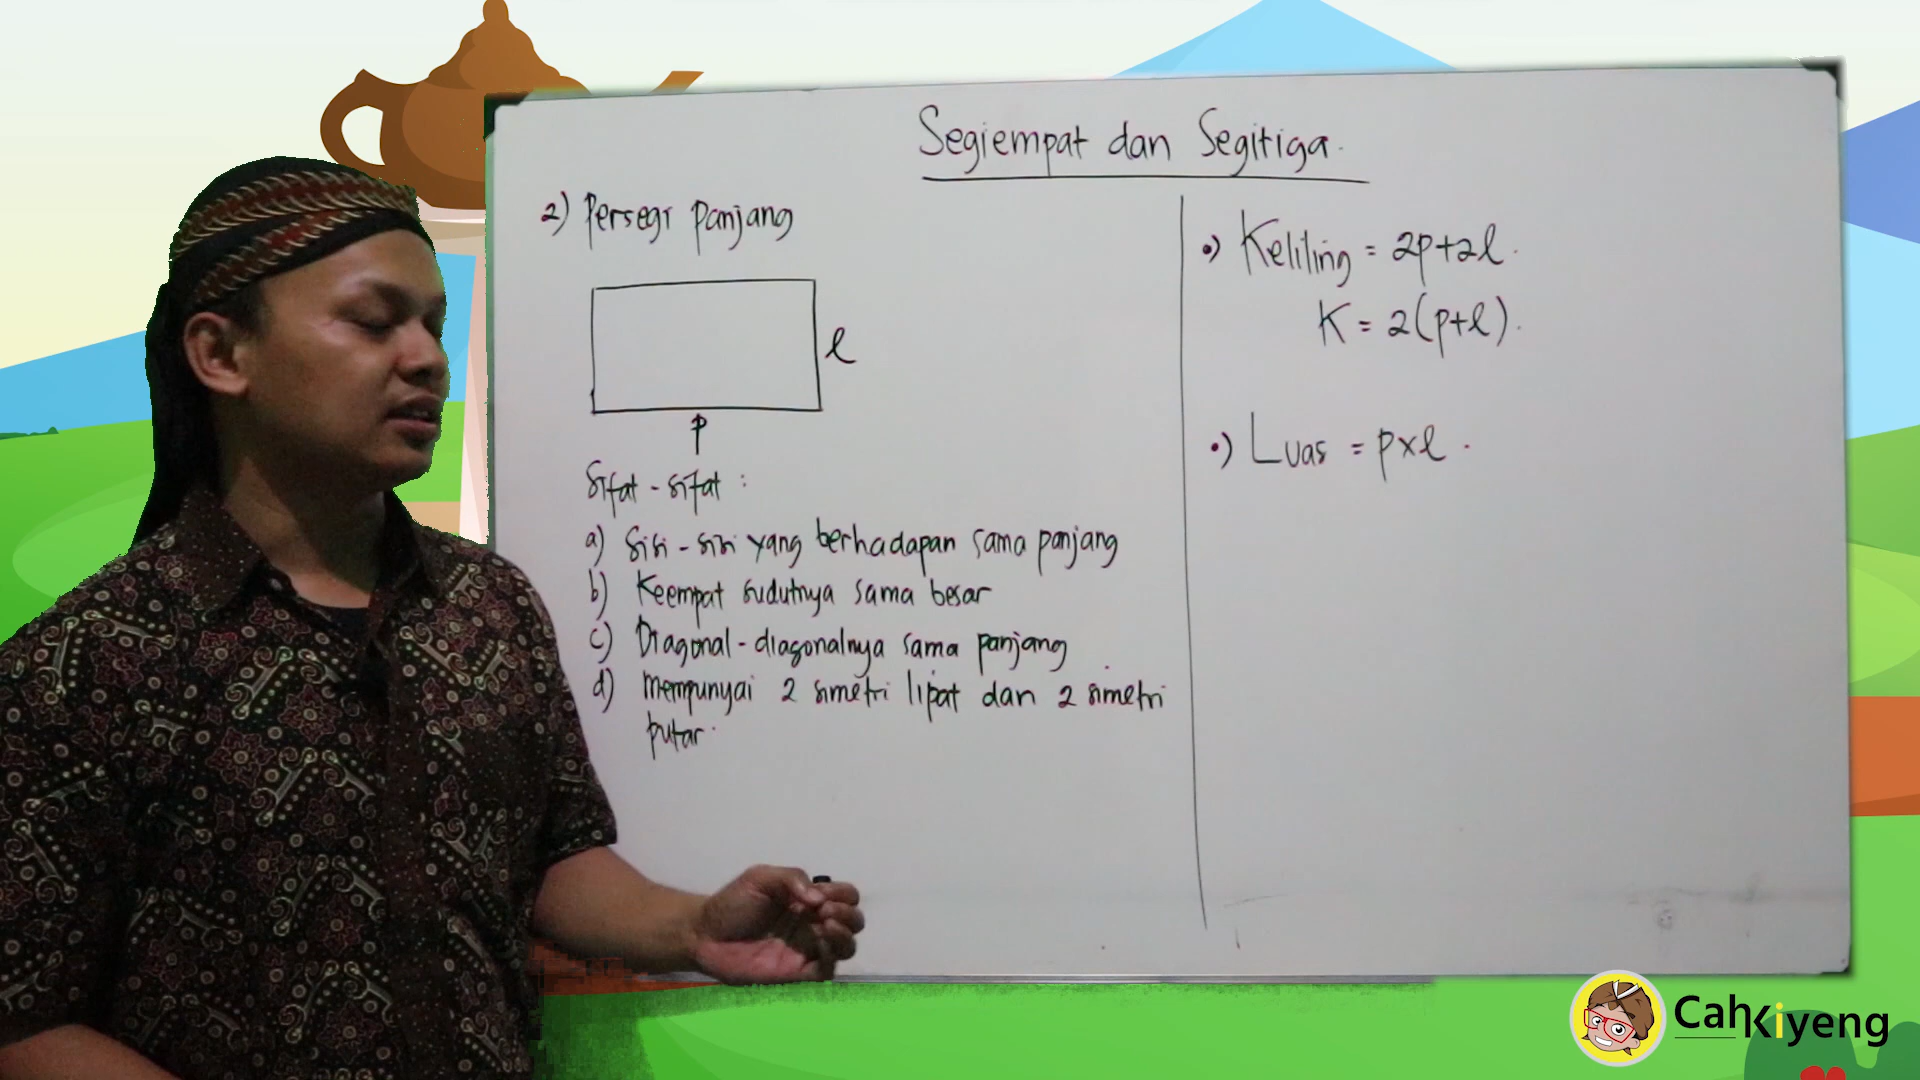 Segiempat dan Segitiga.
2) Persegi Panjang
l
p
Sifat-sifat :
a) Sisi-sisi yang berhadapan sama panjang
b) Keempat sudutnya sama besar
c) Diagonal-diagonalnya sama panjang
d) Mempunyai 2 simetri lipat dan 2 simetri
putar.
•) Keliling = 2p+2l.
K = 2(p+l).
•) Luas = p×l.
Cahkiyeng